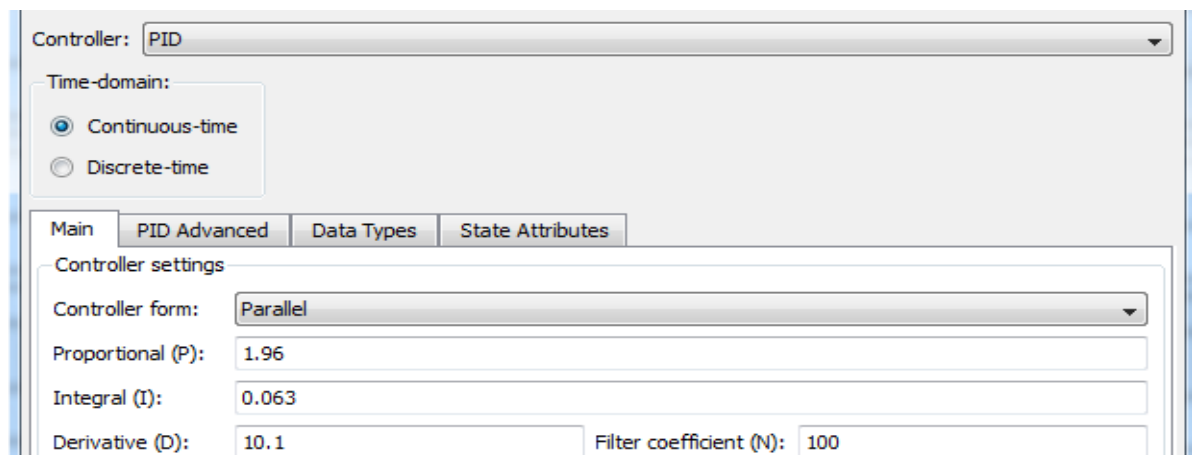 Controller: PID
Time-domain:
Continuous-time
Discrete-time
Main PID Advanced Data Types State Attributes
Controller settings
Controller form: Parallel
Proportional (P): 1.96
Integral (I): 0.063
Derivative (D): 10.1 Filter coefficient (N): 100